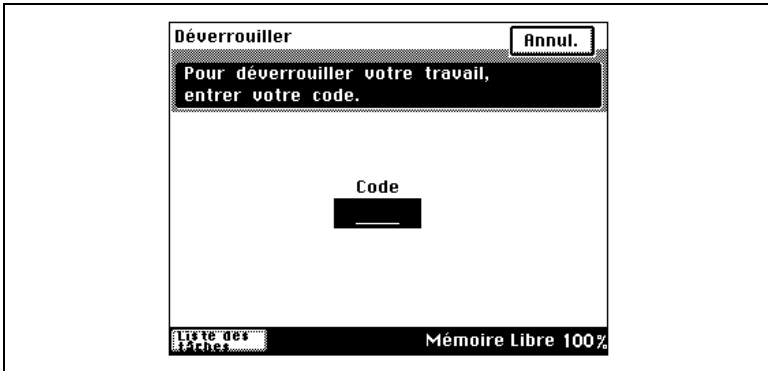 Déverrouiller
Annul.
Pour déverrouiller votre travail,
entrer votre code.
Code
Liste des
tâches
Mémoire Libre 100%